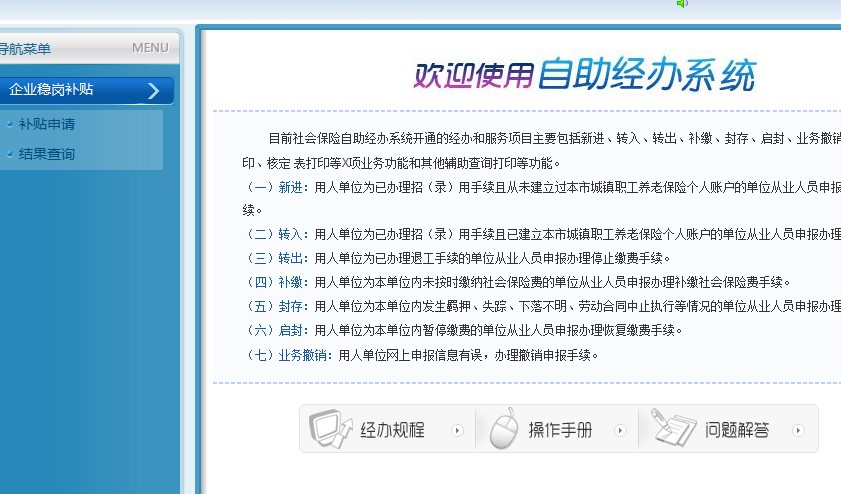 导航菜单 MENU
企业稳岗补贴
补贴申请
结果查询
欢迎使用自助经办系统
目前社会保险自助经办系统开通的经办和服务项目主要包括新进、转入、转出、补缴、封存、启封、业务撤销
印、核定 表打印等X项业务功能和其他辅助查询打印等功能。
（一）新进：用人单位为已办理招（录）用手续且从未建立过本市城镇职工养老保险个人账户的单位从业人员申报
续。
（二）转入：用人单位为已办理招（录）用手续且已建立本市城镇职工养老保险个人账户的单位从业人员申报办理
（三）转出：用人单位为已办理退工手续的单位从业人员申报办理停止缴费手续。
（四）补缴：用人单位为本单位内未按时缴纳社会保险费的单位从业人员申报办理补缴社会保险费手续。
（五）封存：用人单位为本单位内发生羁押、失踪、下落不明、劳动合同中止执行等情况的单位从业人员申报办理
（六）启封：用人单位为本单位内暂停缴费的单位从业人员申报办理恢复缴费手续。
（七）业务撤销：用人单位网上申报信息有误，办理撤销申报手续。
经办规程 操作手册 问题解答